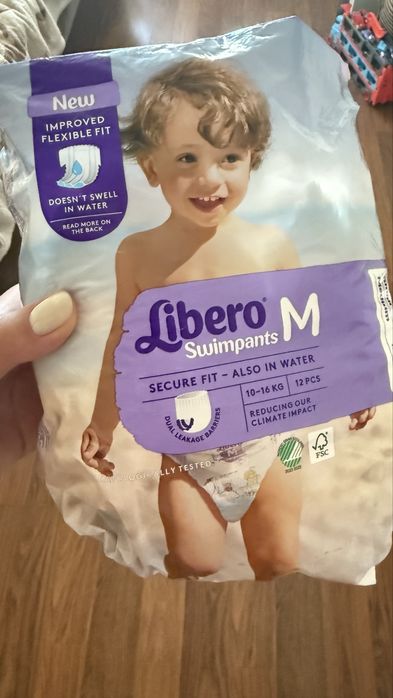 New
IMPROVED
FLEXIBLE FIT
DOESN'T SWELL
IN WATER
READ MORE ON
THE BACK
Libero®
Swimpants
M
SECURE FIT – ALSO IN WATER
10-16 KG
12 PCS
REDUCING OUR
CLIMATE IMPACT
DUAL LEAKAGE BARRIERS
FSC
TESTED